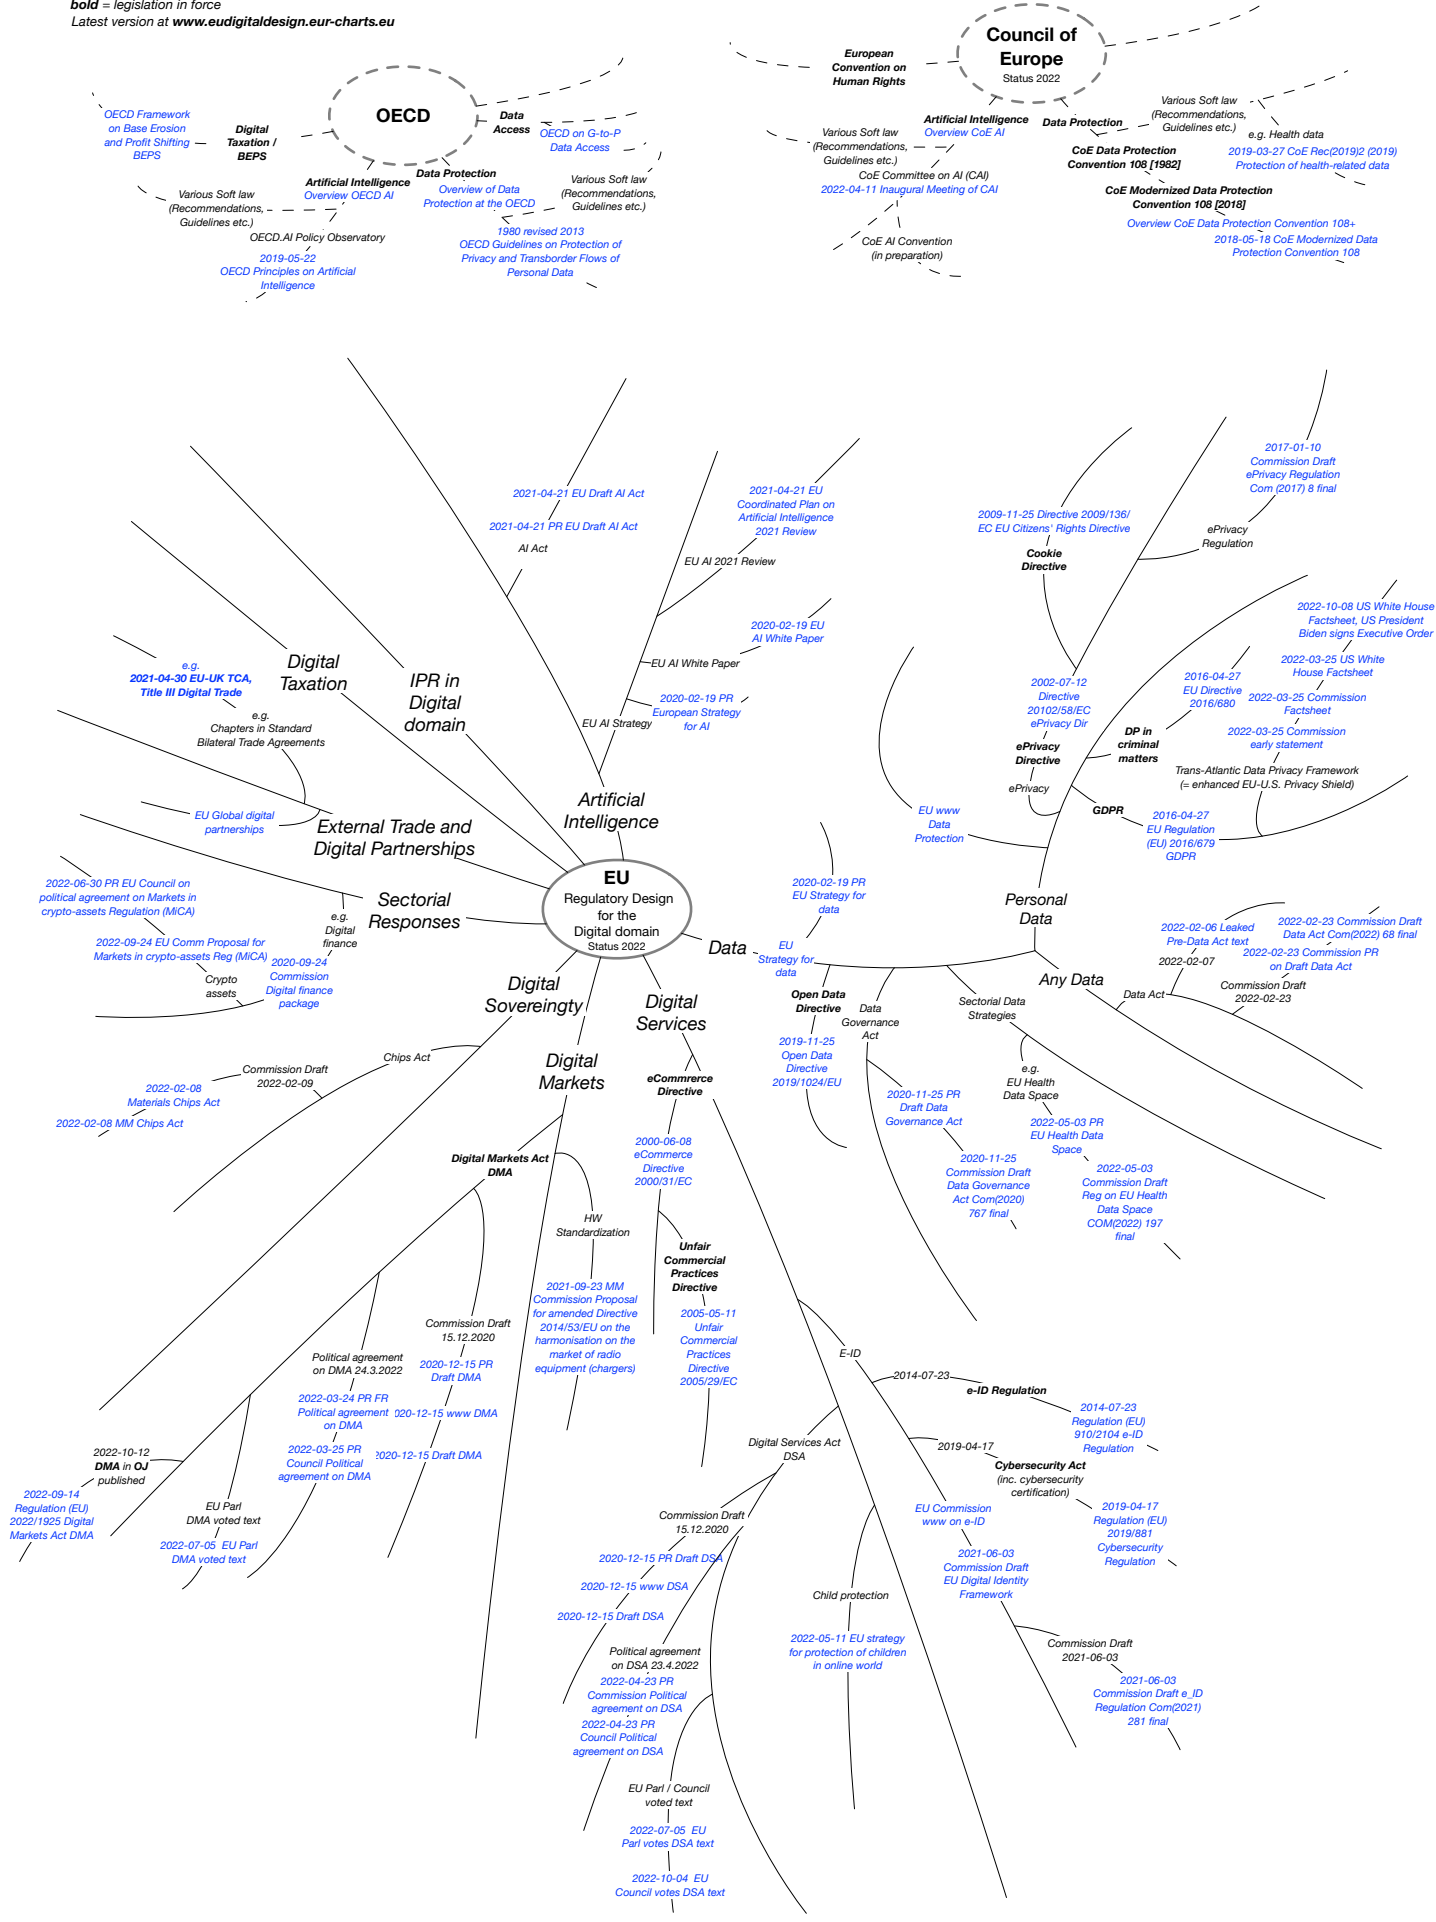 bold = legislation in force
Latest version at www.eudigitaldesign.eur-charts.eu
OECD
OECD Framework
on Base Erosion
and Profit Shifting
BEPS
Digital
Taxation /
BEPS
Data
Access
OECD on G-to-P
Data Access
Various Soft law
(Recommendations,
Guidelines etc.)
Artificial Intelligence
Overview OECD AI
Data Protection
Overview of Data
Protection at the OECD
Various Soft law
(Recommendations,
Guidelines etc.)
OECD.AI Policy Observatory
2019-05-22
OECD Principles on Artificial
Intelligence
1980 revised 2013
OECD Guidelines on Protection of
Privacy and Transborder Flows of
Personal Data
Council of
Europe
Status 2022
European
Convention on
Human Rights
Artificial Intelligence
Overview CoE AI
Various Soft law
(Recommendations,
Guidelines etc.)
CoE Committee on AI (CAI)
2022-04-11 Inaugural Meeting of CAI
CoE AI Convention
(in preparation)
Data Protection
Various Soft law
(Recommendations,
Guidelines etc.)
e.g. Health data
2019-03-27 CoE Rec(2019)2 (2019)
Protection of health-related data
CoE Data Protection
Convention 108 [1982]
CoE Modernized Data Protection
Convention 108 [2018]
Overview CoE Data Protection Convention 108+
2018-05-18 CoE Modernized Data
Protection Convention 108
2021-04-21 EU Draft AI Act
2021-04-21 PR EU Draft AI Act
AI Act
2021-04-21 EU
Coordinated Plan on
Artificial Intelligence
2021 Review
EU AI 2021 Review
2020-02-19 EU
AI White Paper
EU AI White Paper
2020-02-19 PR
European Strategy
for AI
EU AI Strategy
Artificial
Intelligence
IPR in
Digital
domain
Digital
Taxation
e.g.
2021-04-30 EU-UK TCA,
Title III Digital Trade
e.g.
Chapters in Standard
Bilateral Trade Agreements
EU Global digital
partnerships
External Trade and
Digital Partnerships
Sectorial
Responses
e.g.
Digital
finance
2022-06-30 PR EU Council on
political agreement on Markets in
crypto-assets Regulation (MiCA)
2022-09-24 EU Comm Proposal for
Markets in crypto-assets Reg (MiCA)
Crypto
assets
2020-09-24
Commission
Digital finance
package
EU
Regulatory Design
for the
Digital domain
Status 2022
2009-11-25 Directive 2009/136/
EC EU Citizens' Rights Directive
Cookie
Directive
2017-01-10
Commission Draft
ePrivacy Regulation
Com (2017) 8 final
ePrivacy
Regulation
2002-07-12
Directive
20102/58/EC
ePrivacy Dir
ePrivacy
Directive
ePrivacy
DP in
criminal
matters
2016-04-27
EU Directive
2016/680
2022-10-08 US White House
Factsheet, US President
Biden signs Executive Order
2022-03-25 US White
House Factsheet
2022-03-25 Commission
Factsheet
2022-03-25 Commission
early statement
Trans-Atlantic Data Privacy Framework
(= enhanced EU-U.S. Privacy Shield)
GDPR
2016-04-27
EU Regulation
(EU) 2016/679
GDPR
EU www
Data
Protection
Personal
Data
2020-02-19 PR
EU Strategy for
data
EU
Strategy for
data
Data
Any Data
2022-02-06 Leaked
Pre-Data Act text
2022-02-07
2022-02-23 Commission Draft
Data Act Com(2022) 68 final
2022-02-23 Commission PR
on Draft Data Act
Commission Draft
2022-02-23
Data Act
Open Data
Directive
2019-11-25
Open Data
Directive
2019/1024/EU
Data
Governance
Act
2020-11-25 PR
Draft Data
Governance Act
2020-11-25
Commission Draft
Data Governance
Act Com(2020)
767 final
Sectorial Data
Strategies
e.g.
EU Health
Data Space
2022-05-03 PR
EU Health Data
Space
2022-05-03
Commission Draft
Reg on EU Health
Data Space
COM(2022) 197
final
Digital
Sovereingty
Chips Act
Commission Draft
2022-02-09
2022-02-08
Materials Chips Act
2022-02-08 MM Chips Act
Digital
Markets
Digital Markets Act
DMA
HW
Standardization
2021-09-23 MM
Commission Proposal
for amended Directive
2014/53/EU on the
harmonisation on the
market of radio
equipment (chargers)
Commission Draft
15.12.2020
2020-12-15 PR
Draft DMA
2020-12-15 www DMA
2020-12-15 Draft DMA
Political agreement
on DMA 24.3.2022
2022-03-24 PR FR
Political agreement
on DMA
2022-03-25 PR
Council Political
agreement on DMA
EU Parl
DMA voted text
2022-07-05 EU Parl
DMA voted text
2022-10-12
DMA in OJ
published
2022-09-14
Regulation (EU)
2022/1925 Digital
Markets Act DMA
Digital
Services
eCommrerce
Directive
2000-06-08
eCommerce
Directive
2000/31/EC
Unfair
Commercial
Practices
Directive
2005-05-11
Unfair
Commercial
Practices
Directive
2005/29/EC
E-ID
2014-07-23
e-ID Regulation
2014-07-23
Regulation (EU)
910/2104 e-ID
Regulation
2019-04-17
Cybersecurity Act
(inc. cybersecurity
certification)
2019-04-17
Regulation (EU)
2019/881
Cybersecurity
Regulation
EU Commission
www on e-ID
2021-06-03
Commission Draft
EU Digital Identity
Framework
Commission Draft
2021-06-03
2021-06-03
Commission Draft e_ID
Regulation Com(2021)
281 final
Digital Services Act
DSA
Commission Draft
15.12.2020
2020-12-15 PR Draft DSA
2020-12-15 www DSA
2020-12-15 Draft DSA
Political agreement
on DSA 23.4.2022
2022-04-23 PR
Commission Political
agreement on DSA
2022-04-23 PR
Council Political
agreement on DSA
EU Parl / Council
voted text
2022-07-05 EU
Parl votes DSA text
2022-10-04 EU
Council votes DSA text
Child protection
2022-05-11 EU strategy
for protection of children
in online world